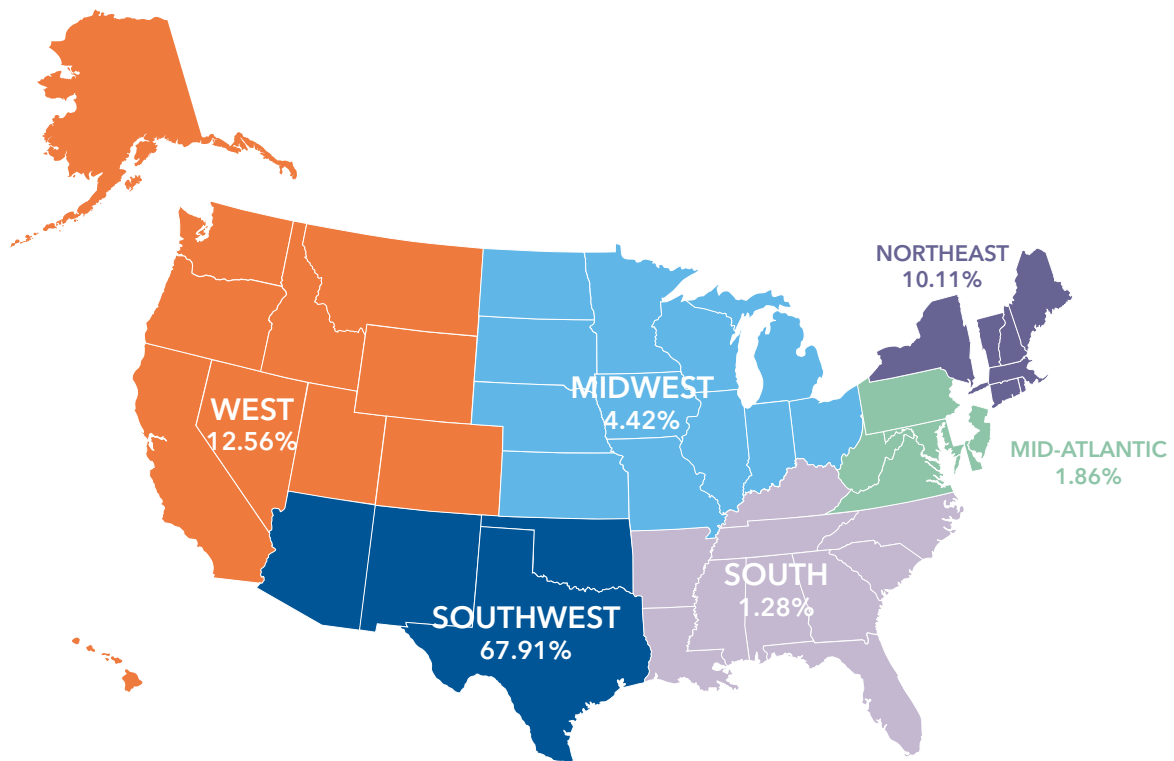 NORTHEAST
10.11%
WEST
12.56%
MIDWEST
4.42%
MID-ATLANTIC
1.86%
SOUTH
1.28%
SOUTHWEST
67.91%